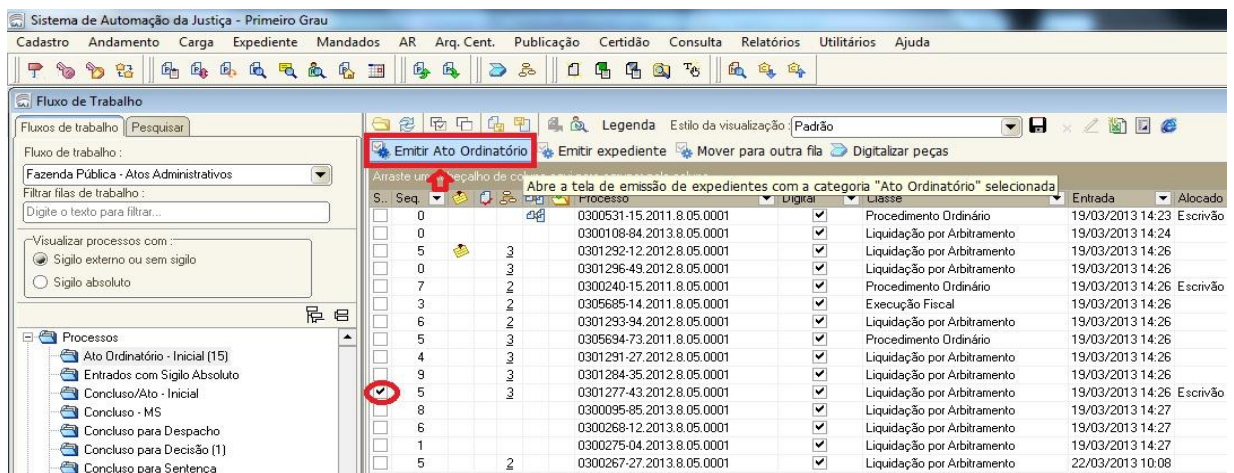 Sistema de Automação da Justiça - Primeiro Grau
Cadastro Andamento Carga Expediente Mandados AR Arq. Cent. Publicação Certidão Consulta Relatórios Utilitários Ajuda
Fluxo de Trabalho
Fluxos de trabalho Pesquisar
Legenda Estilo da visualização : Padrão
Fluxo de trabalho :
Emitir Ato Ordinatório Emitir expediente Mover para outra fila Digitalizar peças
Fazenda Pública - Atos Administrativos
Arraste um
Abre a tela de emissão de expedientes com a categoria "Ato Ordinatório" selecionada
Filtrar filas de trabalho :
Digite o texto para filtrar...
S.. Seq. Processo Digital Classe Entrada Alocado
0 0300531-15.2011.8.05.0001 Procedimento Ordinário 19/03/2013 14:23 Escrivão
0 0300108-84.2013.8.05.0001 Liquidação por Arbitramento 19/03/2013 14:24
Visualizar processos com :
5 3 0301292-12.2012.8.05.0001 Liquidação por Arbitramento 19/03/2013 14:26
Sigilo externo ou sem sigilo
0 3 0301296-49.2012.8.05.0001 Liquidação por Arbitramento 19/03/2013 14:26
Sigilo absoluto
7 2 0300240-15.2011.8.05.0001 Procedimento Ordinário 19/03/2013 14:26 Escrivão
3 2 0305685-14.2011.8.05.0001 Execução Fiscal 19/03/2013 14:26
6 2 0301293-94.2012.8.05.0001 Liquidação por Arbitramento 19/03/2013 14:26
Processos
5 3 0305694-73.2011.8.05.0001 Procedimento Ordinário 19/03/2013 14:26
Ato Ordinatório - Inicial (15)
4 3 0301291-27.2012.8.05.0001 Liquidação por Arbitramento 19/03/2013 14:26
Entrados com Sigilo Absoluto
9 3 0301284-35.2012.8.05.0001 Liquidação por Arbitramento 19/03/2013 14:26
Concluso/Ato - Inicial
5 3 0301277-43.2012.8.05.0001 Liquidação por Arbitramento 19/03/2013 14:26 Escrivão
Concluso - MS
8 0300095-85.2013.8.05.0001 Liquidação por Arbitramento 19/03/2013 14:27
Concluso para Despacho
6 0300268-12.2013.8.05.0001 Liquidação por Arbitramento 19/03/2013 14:27
Concluso para Decisão (1)
1 0300275-04.2013.8.05.0001 Liquidação por Arbitramento 19/03/2013 14:27
Concluso para Sentença
5 2 0300267-27.2013.8.05.0001 Liquidação por Arbitramento 22/03/2013 10:08